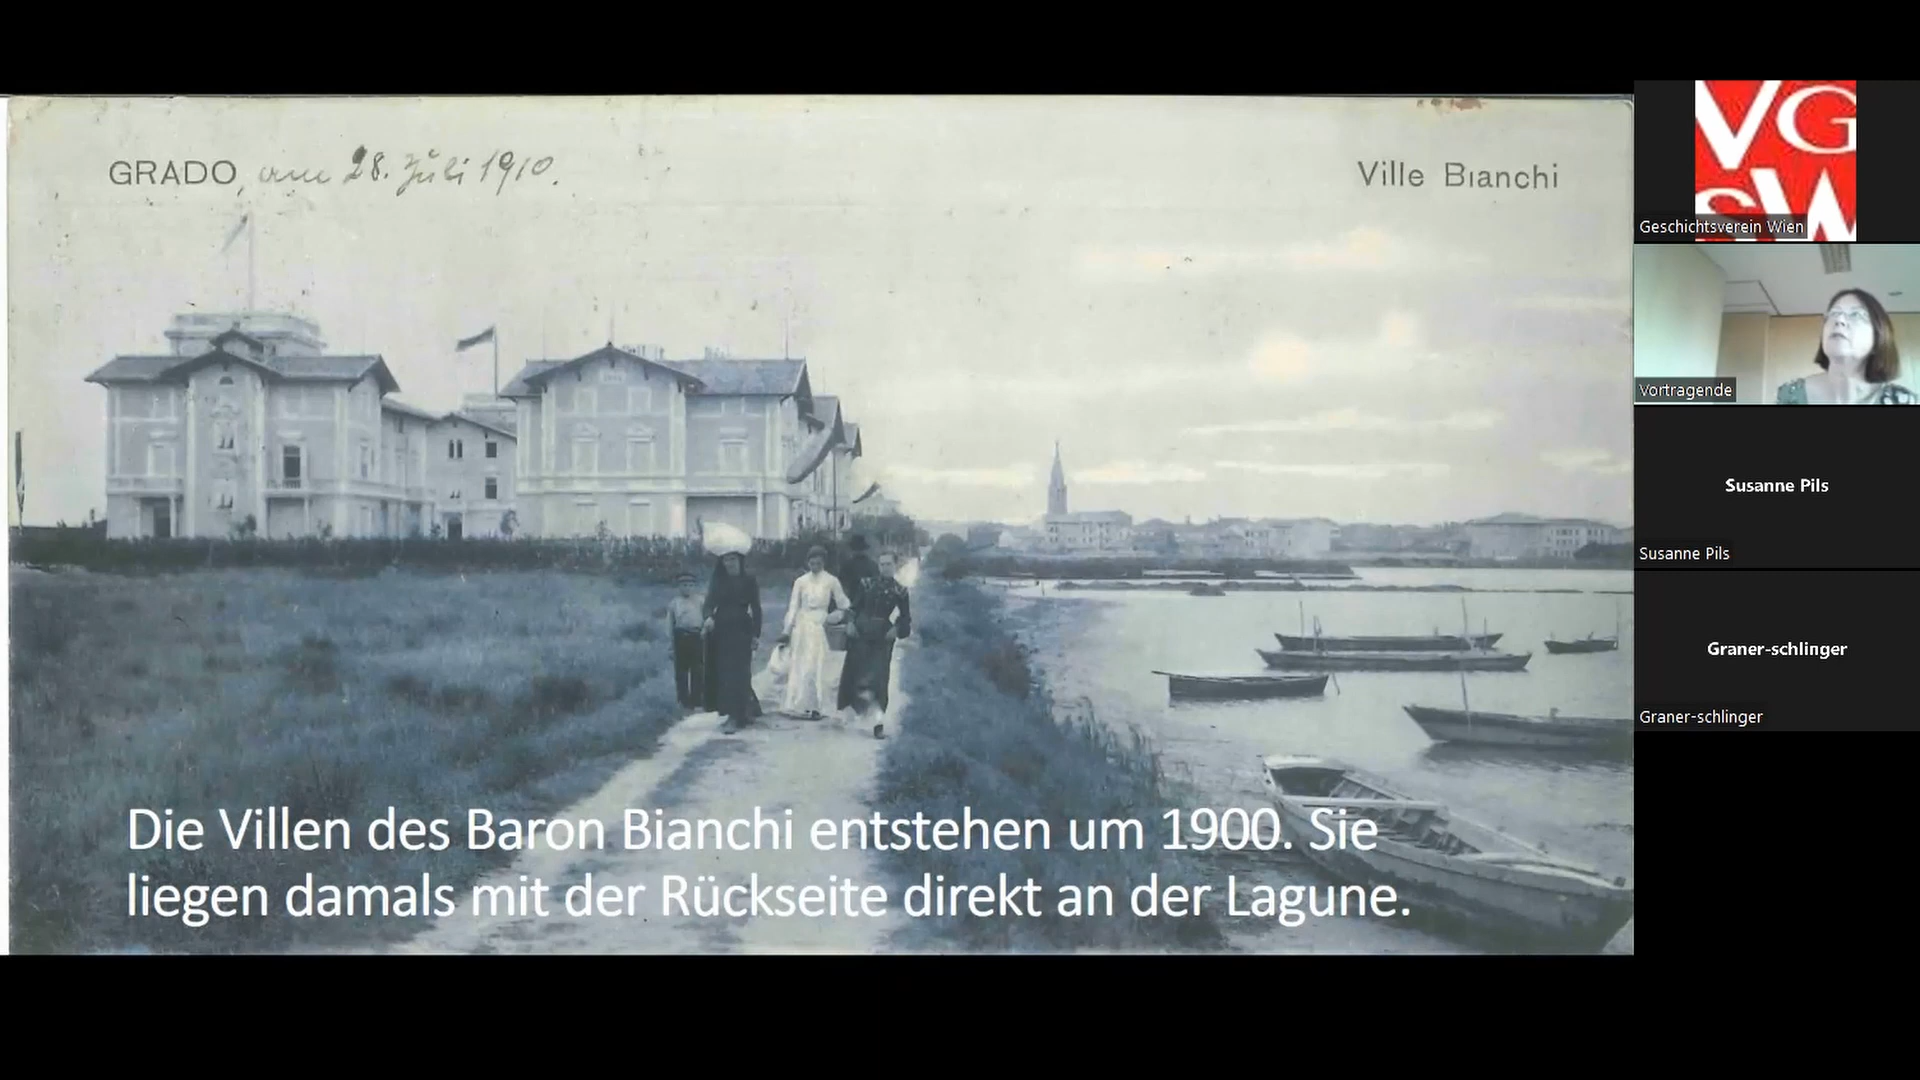 GRADO, am 28. Juli 1910.
Ville Bianchi
Die Villen des Baron Bianchi entstehen um 1900. Sie
liegen damals mit der Rückseite direkt an der Lagune.
VG
SW
Geschichtsverein Wien
Vortragende
Susanne Pils
Susanne Pils
Graner-schlinger
Graner-schlinger